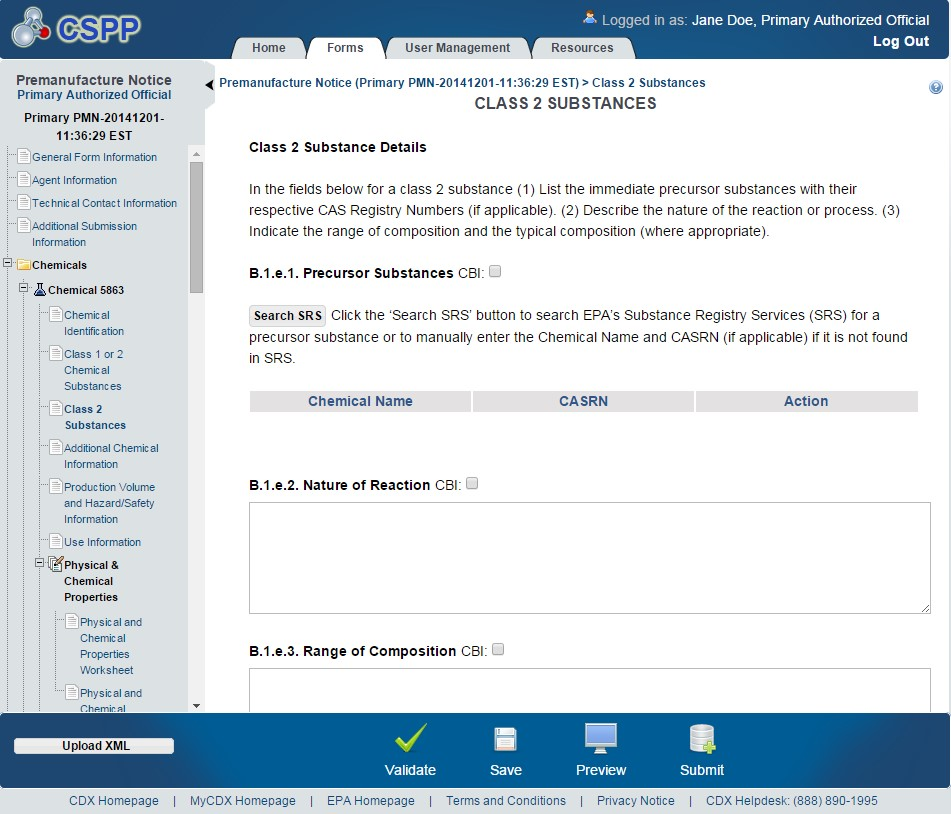 CSPP
Logged in as: Jane Doe, Primary Authorized Official
Log Out
Home
Forms
User Management
Resources
Premanufacture Notice
Primary Authorized Official
Primary PMN-20141201-
11:36:29 EST
General Form Information
Agent Information
Technical Contact Information
Additional Submission
Information
Chemicals
Chemical 5863
Chemical
Identification
Class 1 or 2
Chemical
Substances
Class 2
Substances
Additional Chemical
Information
Production Volume
and Hazard/Safety
Information
Use Information
Physical &
Chemical
Properties
Physical and
Chemical
Properties
Worksheet
Physical and
Chemical
Premanufacture Notice (Primary PMN-20141201-11:36:29 EST) > Class 2 Substances
CLASS 2 SUBSTANCES
Class 2 Substance Details
In the fields below for a class 2 substance (1) List the immediate precursor substances with their
respective CAS Registry Numbers (if applicable). (2) Describe the nature of the reaction or process. (3)
Indicate the range of composition and the typical composition (where appropriate).
B.1.e.1. Precursor Substances CBI:
Search SRS Click the ‘Search SRS’ button to search EPA’s Substance Registry Services (SRS) for a
precursor substance or to manually enter the Chemical Name and CASRN (if applicable) if it is not found
in SRS.
Chemical Name CASRN Action
B.1.e.2. Nature of Reaction CBI:
B.1.e.3. Range of Composition CBI:
Upload XML
Validate
Save
Preview
Submit
CDX Homepage | MyCDX Homepage | EPA Homepage | Terms and Conditions | Privacy Notice | CDX Helpdesk: (888) 890-1995